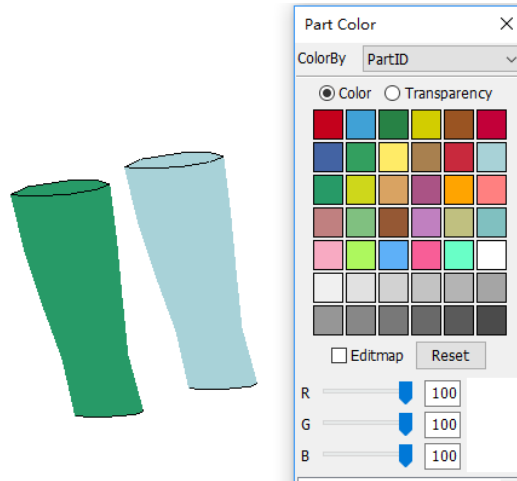 Part Color
ColorBy PartID
Color Transparency
Editmap Reset
R 100
G 100
B 100